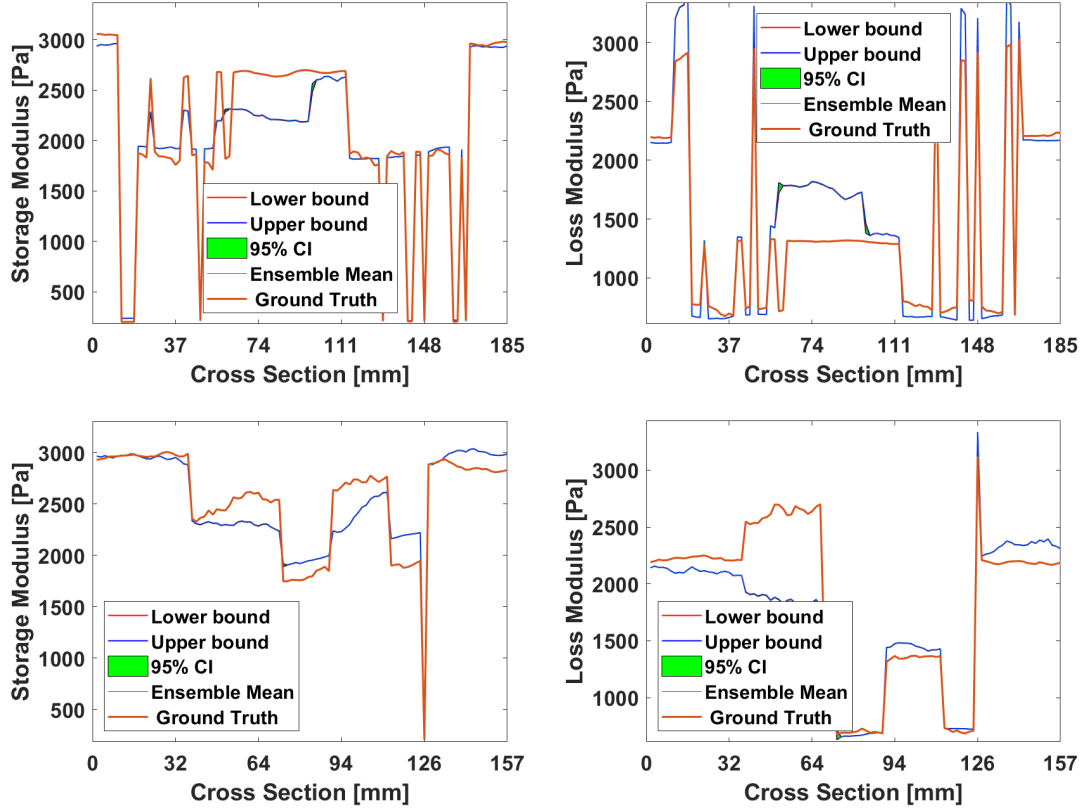 3000
2500
2000
1500
1000
500
Storage Modulus [Pa]
Lower bound
Upper bound
95% CI
Ensemble Mean
Ground Truth
0 37 74 111 148 185
Cross Section [mm]
3000
2500
2000
1500
1000
Loss Modulus [Pa]
Lower bound
Upper bound
95% CI
Ensemble Mean
Ground Truth
0 37 74 111 148 185
Cross Section [mm]
3000
2500
2000
1500
1000
500
Storage Modulus [Pa]
Lower bound
Upper bound
95% CI
Ensemble Mean
Ground Truth
0 32 64 94 126 157
Cross Section [mm]
3000
2500
2000
1500
1000
Loss Modulus [Pa]
Lower bound
Upper bound
95% CI
Ensemble Mean
Ground Truth
0 32 64 94 126 157
Cross Section [mm]